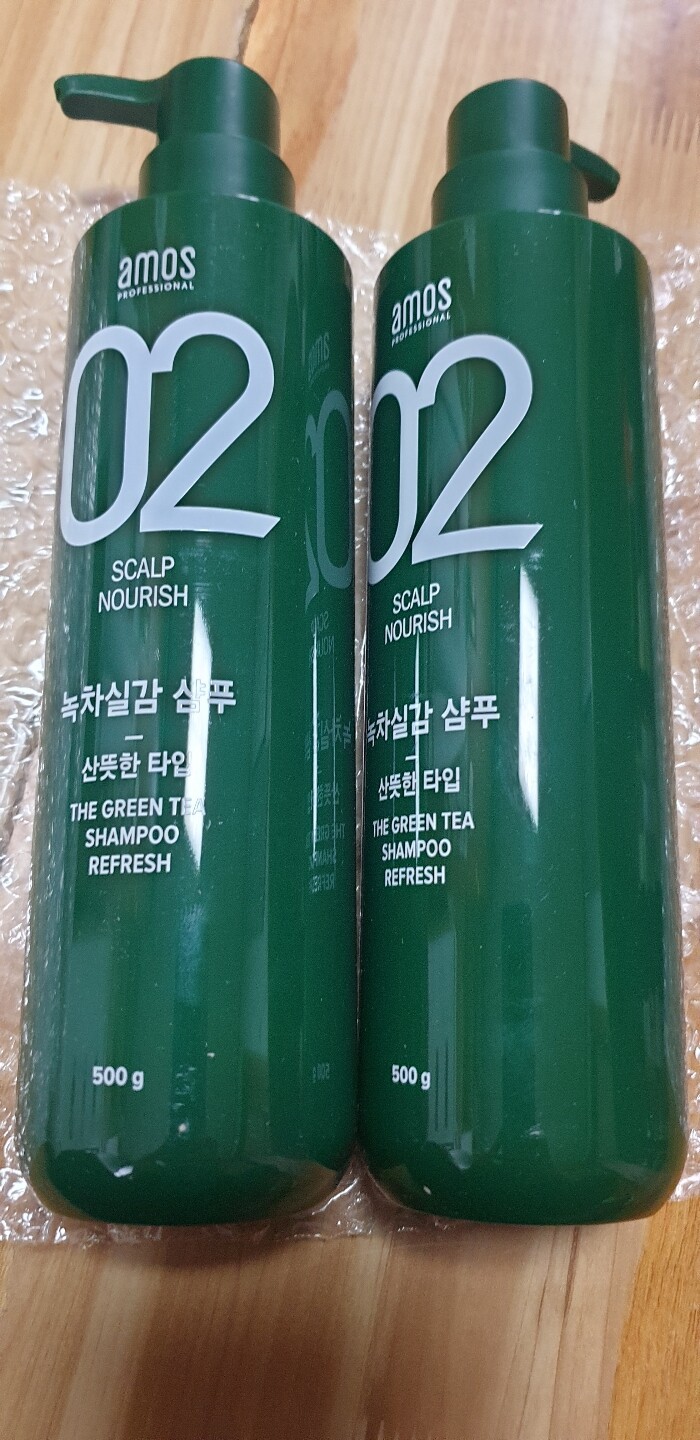 amos
PROFESSIONAL
02
SCALP
NOURISH
녹차실감 샴푸
산뜻한 타입
THE GREEN TEA
SHAMPOO
REFRESH
500 g
amos
PROFESSIONAL
02
SCALP
NOURISH
녹차실감 샴푸
산뜻한 타입
THE GREEN TEA
SHAMPOO
REFRESH
500 g